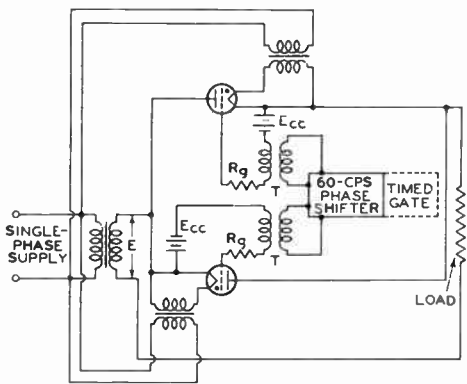 Ecc
Rg
T
60-CPS
PHASE
SHIFTER
TIMED
GATE
SINGLE-
PHASE
SUPPLY
E
Ecc
Rg
T
LOAD